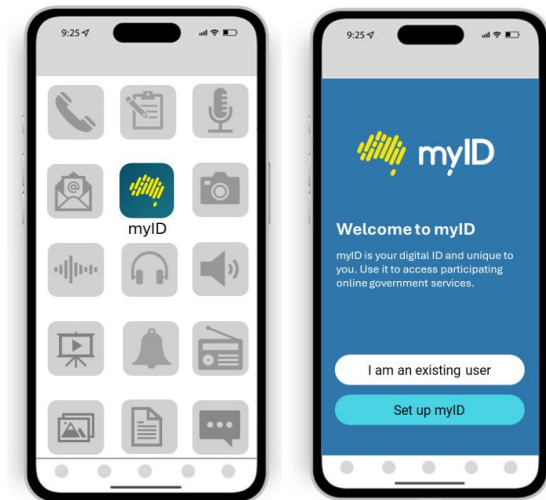 9:25
myID
9:25
myID
Welcome to myID
myID is your digital ID and unique to
you. Use it to access participating
online government services.
I am an existing user
Set up myID